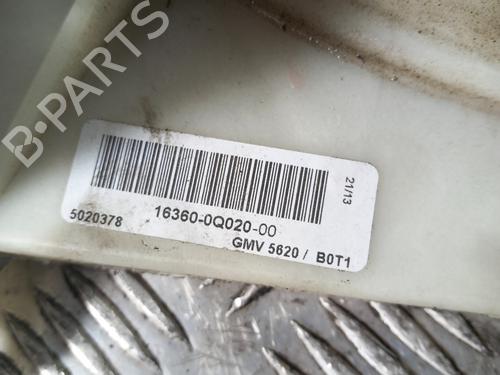 B-PARTS
21/13
16360-0Q020-00
5020378
GMV 5620 / B0T1